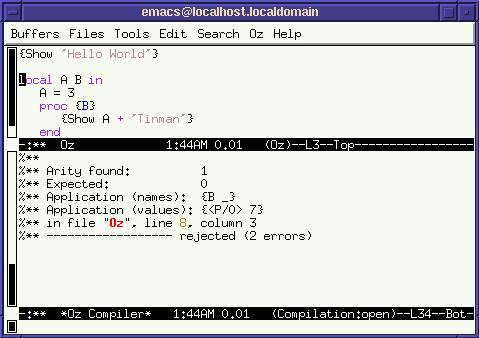 emacs@localhost.localdomain
Buffers Files Tools Edit Search Oz Help
{Show "Hello World"}
local A B in
   A = 3
   proc {B}
      {Show A + "Tinman"}
   end
-:**  Oz             1:44AM 0.01   (Oz)--L3--Top-----------------
%**
%** Arity found:          1
%** Expected:             0
%** Application (names):  {B _}
%** Application (values): {<P/0> 7}
%** in file "Oz", line 8, column 3
%** ------------------ rejected (2 errors)
-:**  *Oz Compiler*   1:44AM 0.01   (Compilation:open)--L34--Bot-